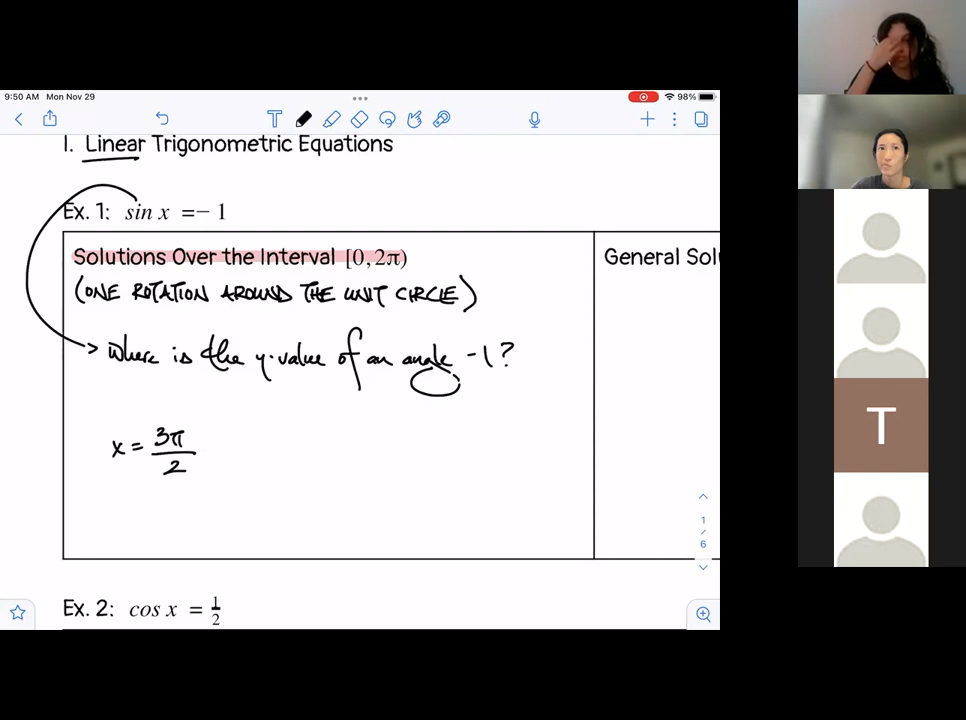 9:50 AM Mon Nov 29
98%
T
I. Linear Trigonometric Equations
Ex. 1: sin x = − 1
Solutions Over the Interval [0, 2π)
General Sol
(ONE ROTATION AROUND THE UNIT CIRCLE)
> Where is the y-value of an angle -1?
x = 3π/2
1
/
6
Ex. 2: cos x = 1/2
T